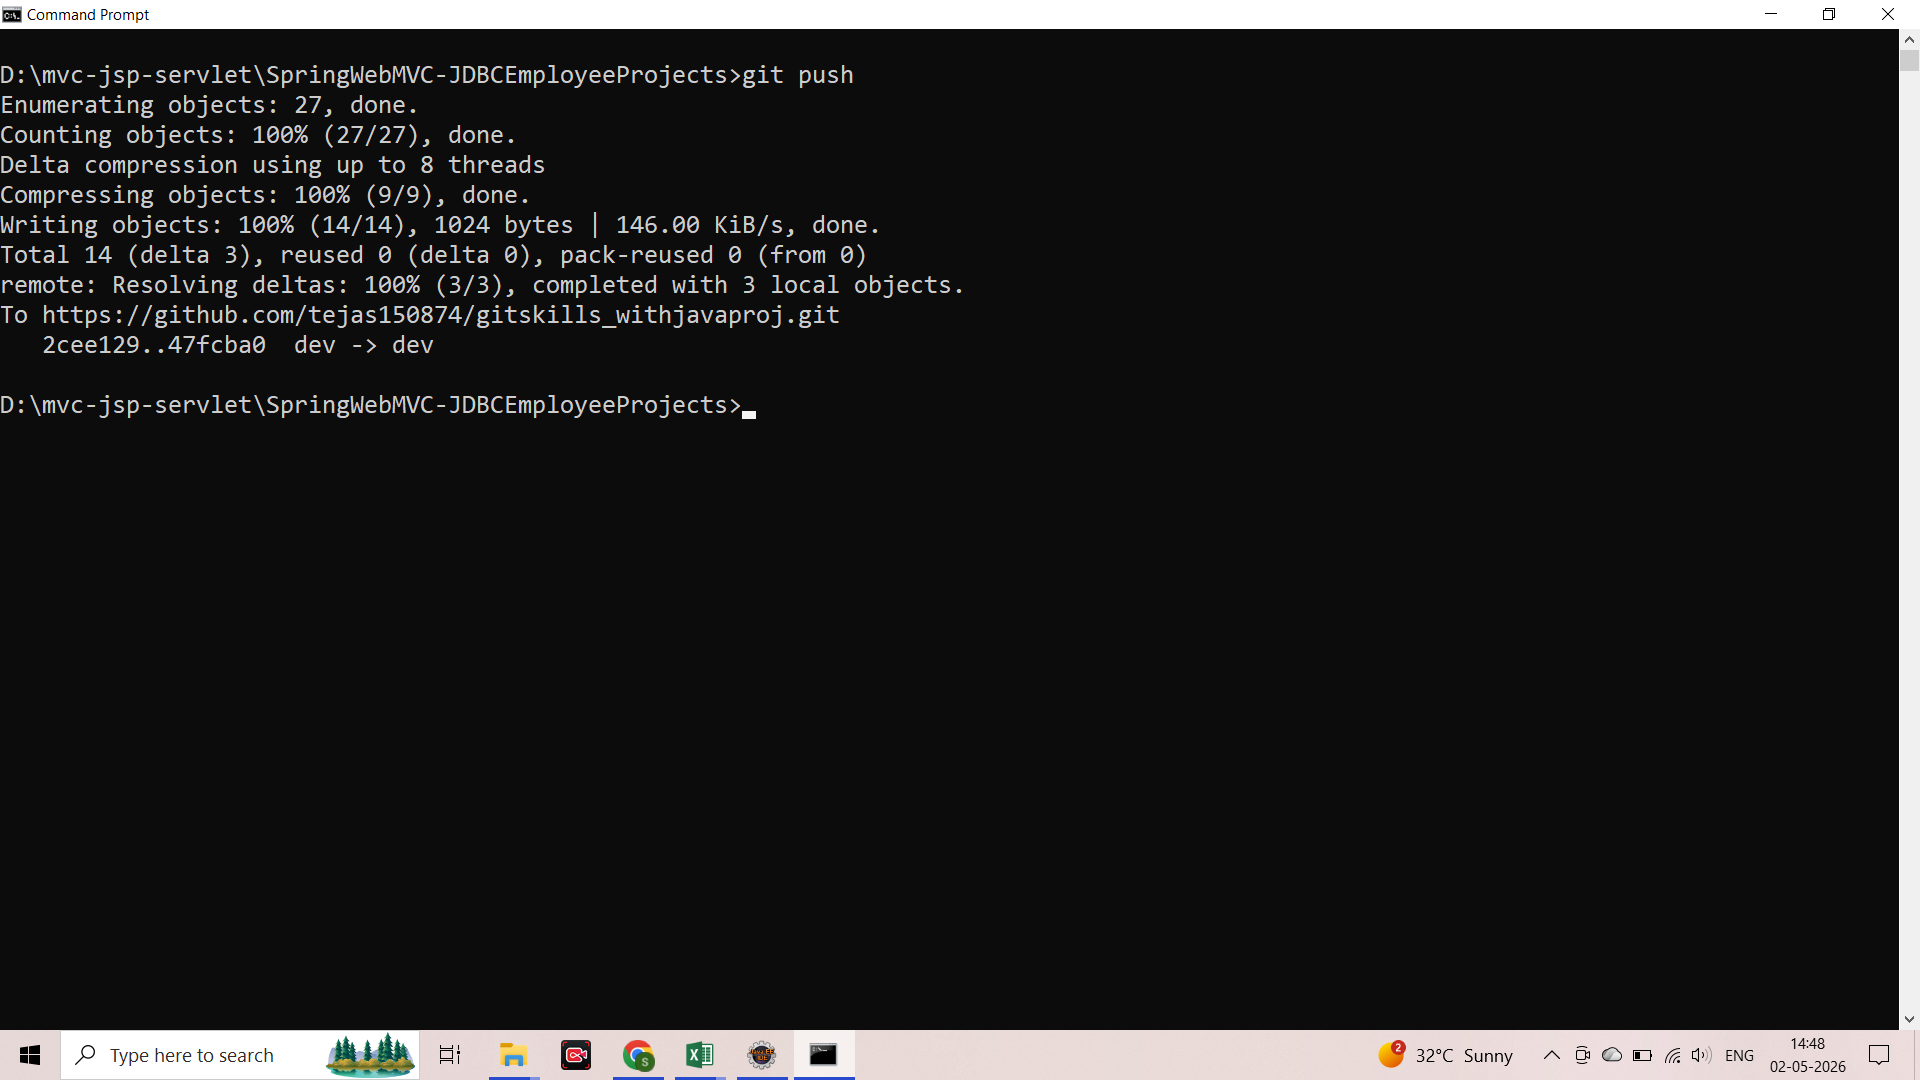 Command Prompt
D:\mvc-jsp-servlet\SpringWebMVC-JDBCEmployeeProjects>git push
Enumerating objects: 27, done.
Counting objects: 100% (27/27), done.
Delta compression using up to 8 threads
Compressing objects: 100% (9/9), done.
Writing objects: 100% (14/14), 1024 bytes | 146.00 KiB/s, done.
Total 14 (delta 3), reused 0 (delta 0), pack-reused 0 (from 0)
remote: Resolving deltas: 100% (3/3), completed with 3 local objects.
To https://github.com/tejas150874/gitskills_withjavaproj.git
   2cee129..47fcba0  dev -> dev
D:\mvc-jsp-servlet\SpringWebMVC-JDBCEmployeeProjects>
Type here to search
S
2
32°C Sunny
ENG
14:48
02-05-2026